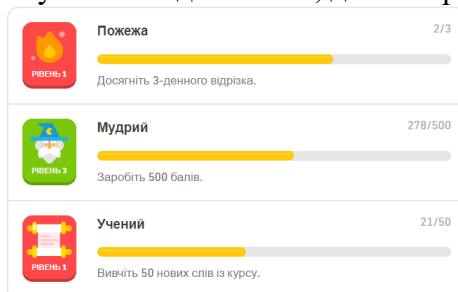 Пожежа 2/3
РІВЕНЬ 1
Досягніть 3-денного відрізка.
Мудрий 278/500
РІВЕНЬ 3
Заробіть 500 балів.
Учений 21/50
РІВЕНЬ 1
Вивчіть 50 нових слів із курсу.